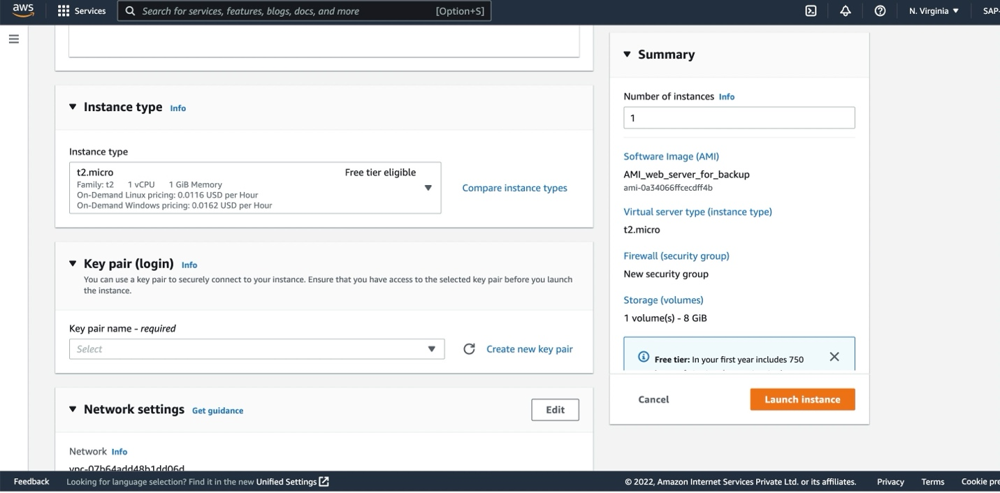 aws
Services
Search for services, features, blogs, docs, and more
[Option+S]
N. Virginia
SAP-
Instance type Info
Instance type
t2.micro
Free tier eligible
Family: t2 1 vCPU 1 GiB Memory
On-Demand Linux pricing: 0.0116 USD per Hour
On-Demand Windows pricing: 0.0162 USD per Hour
Compare instance types
Key pair (login) Info
You can use a key pair to securely connect to your instance. Ensure that you have access to the selected key pair before you launch
the instance.
Key pair name - required
Select
Create new key pair
Network settings Get guidance
Edit
Network Info
vpc-07b64add48b1dd06d
Summary
Number of instances Info
1
Software Image (AMI)
AMI_web_server_for_backup
ami-0a34066ffcecdff4b
Virtual server type (instance type)
t2.micro
Firewall (security group)
New security group
Storage (volumes)
1 volume(s) - 8 GiB
Free tier: In your first year includes 750
Cancel
Launch instance
Feedback
Looking for language selection? Find it in the new Unified Settings
© 2022, Amazon Internet Services Private Ltd. or its affiliates.
Privacy
Terms
Cookie pre